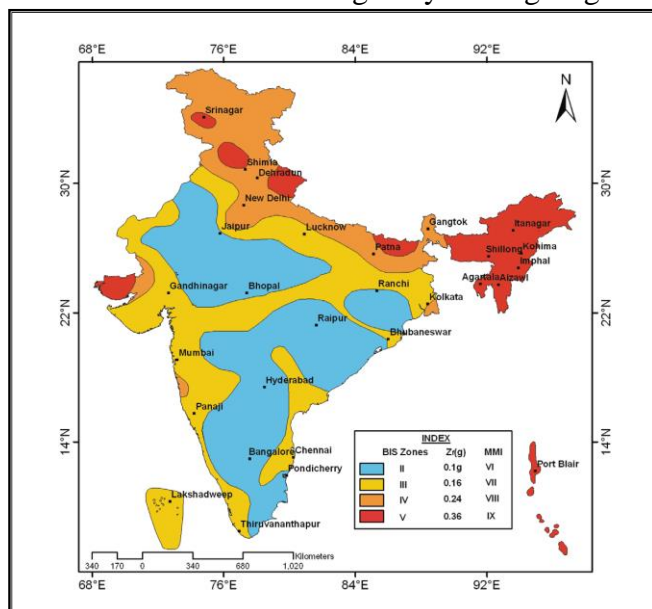 68°E 76°E 84°E 92°E
N
Srinagar
Shimla
Dehradun
30°N 30°N
New Delhi
Gangtok
Itanagar
Jaipur
Lucknow
Patna
Shillong
Kohima
Imphal
Agartala
Aizawl
Gandhinagar
Bhopal
Ranchi
Kolkata
22°N 22°N
Raipur
Bhubaneswar
Mumbai
Hyderabad
Panaji
14°N 14°N
INDEX
BIS Zones Zr(g) MMI
II 0.1g VI
III 0.16 VII
IV 0.24 VIII
V 0.36 IX
Bangalore
Chennai
Pondicherry
Port Blair
Lakshadweep
Thiruvananthapur
Kilometers
340 170 0 340 680 1,020
68°E 76°E 84°E 92°E